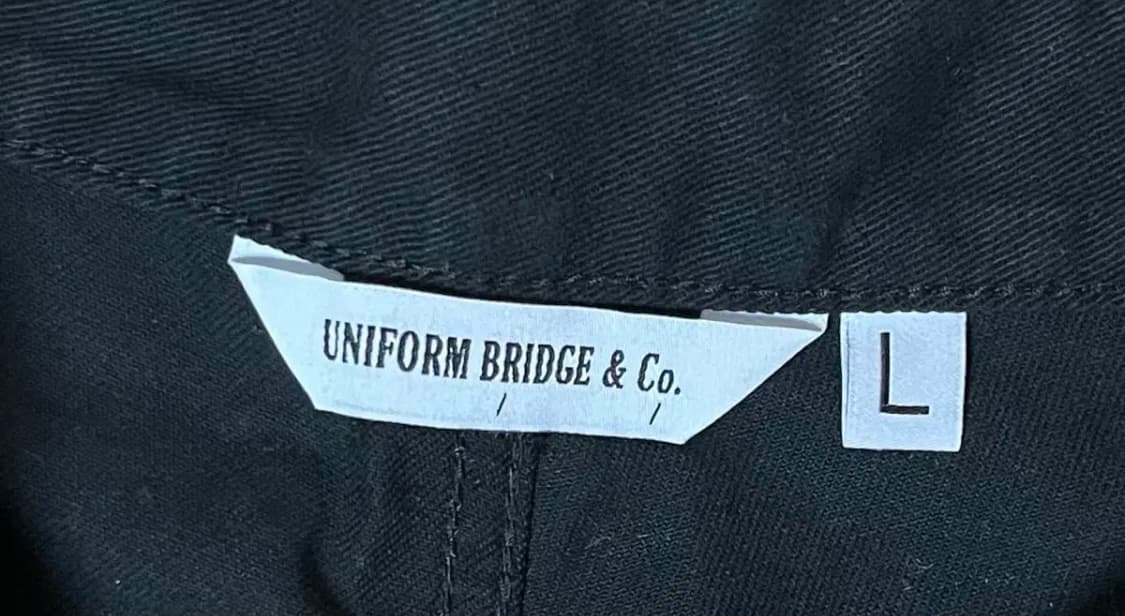 UNIFORM BRIDGE & Co.
L